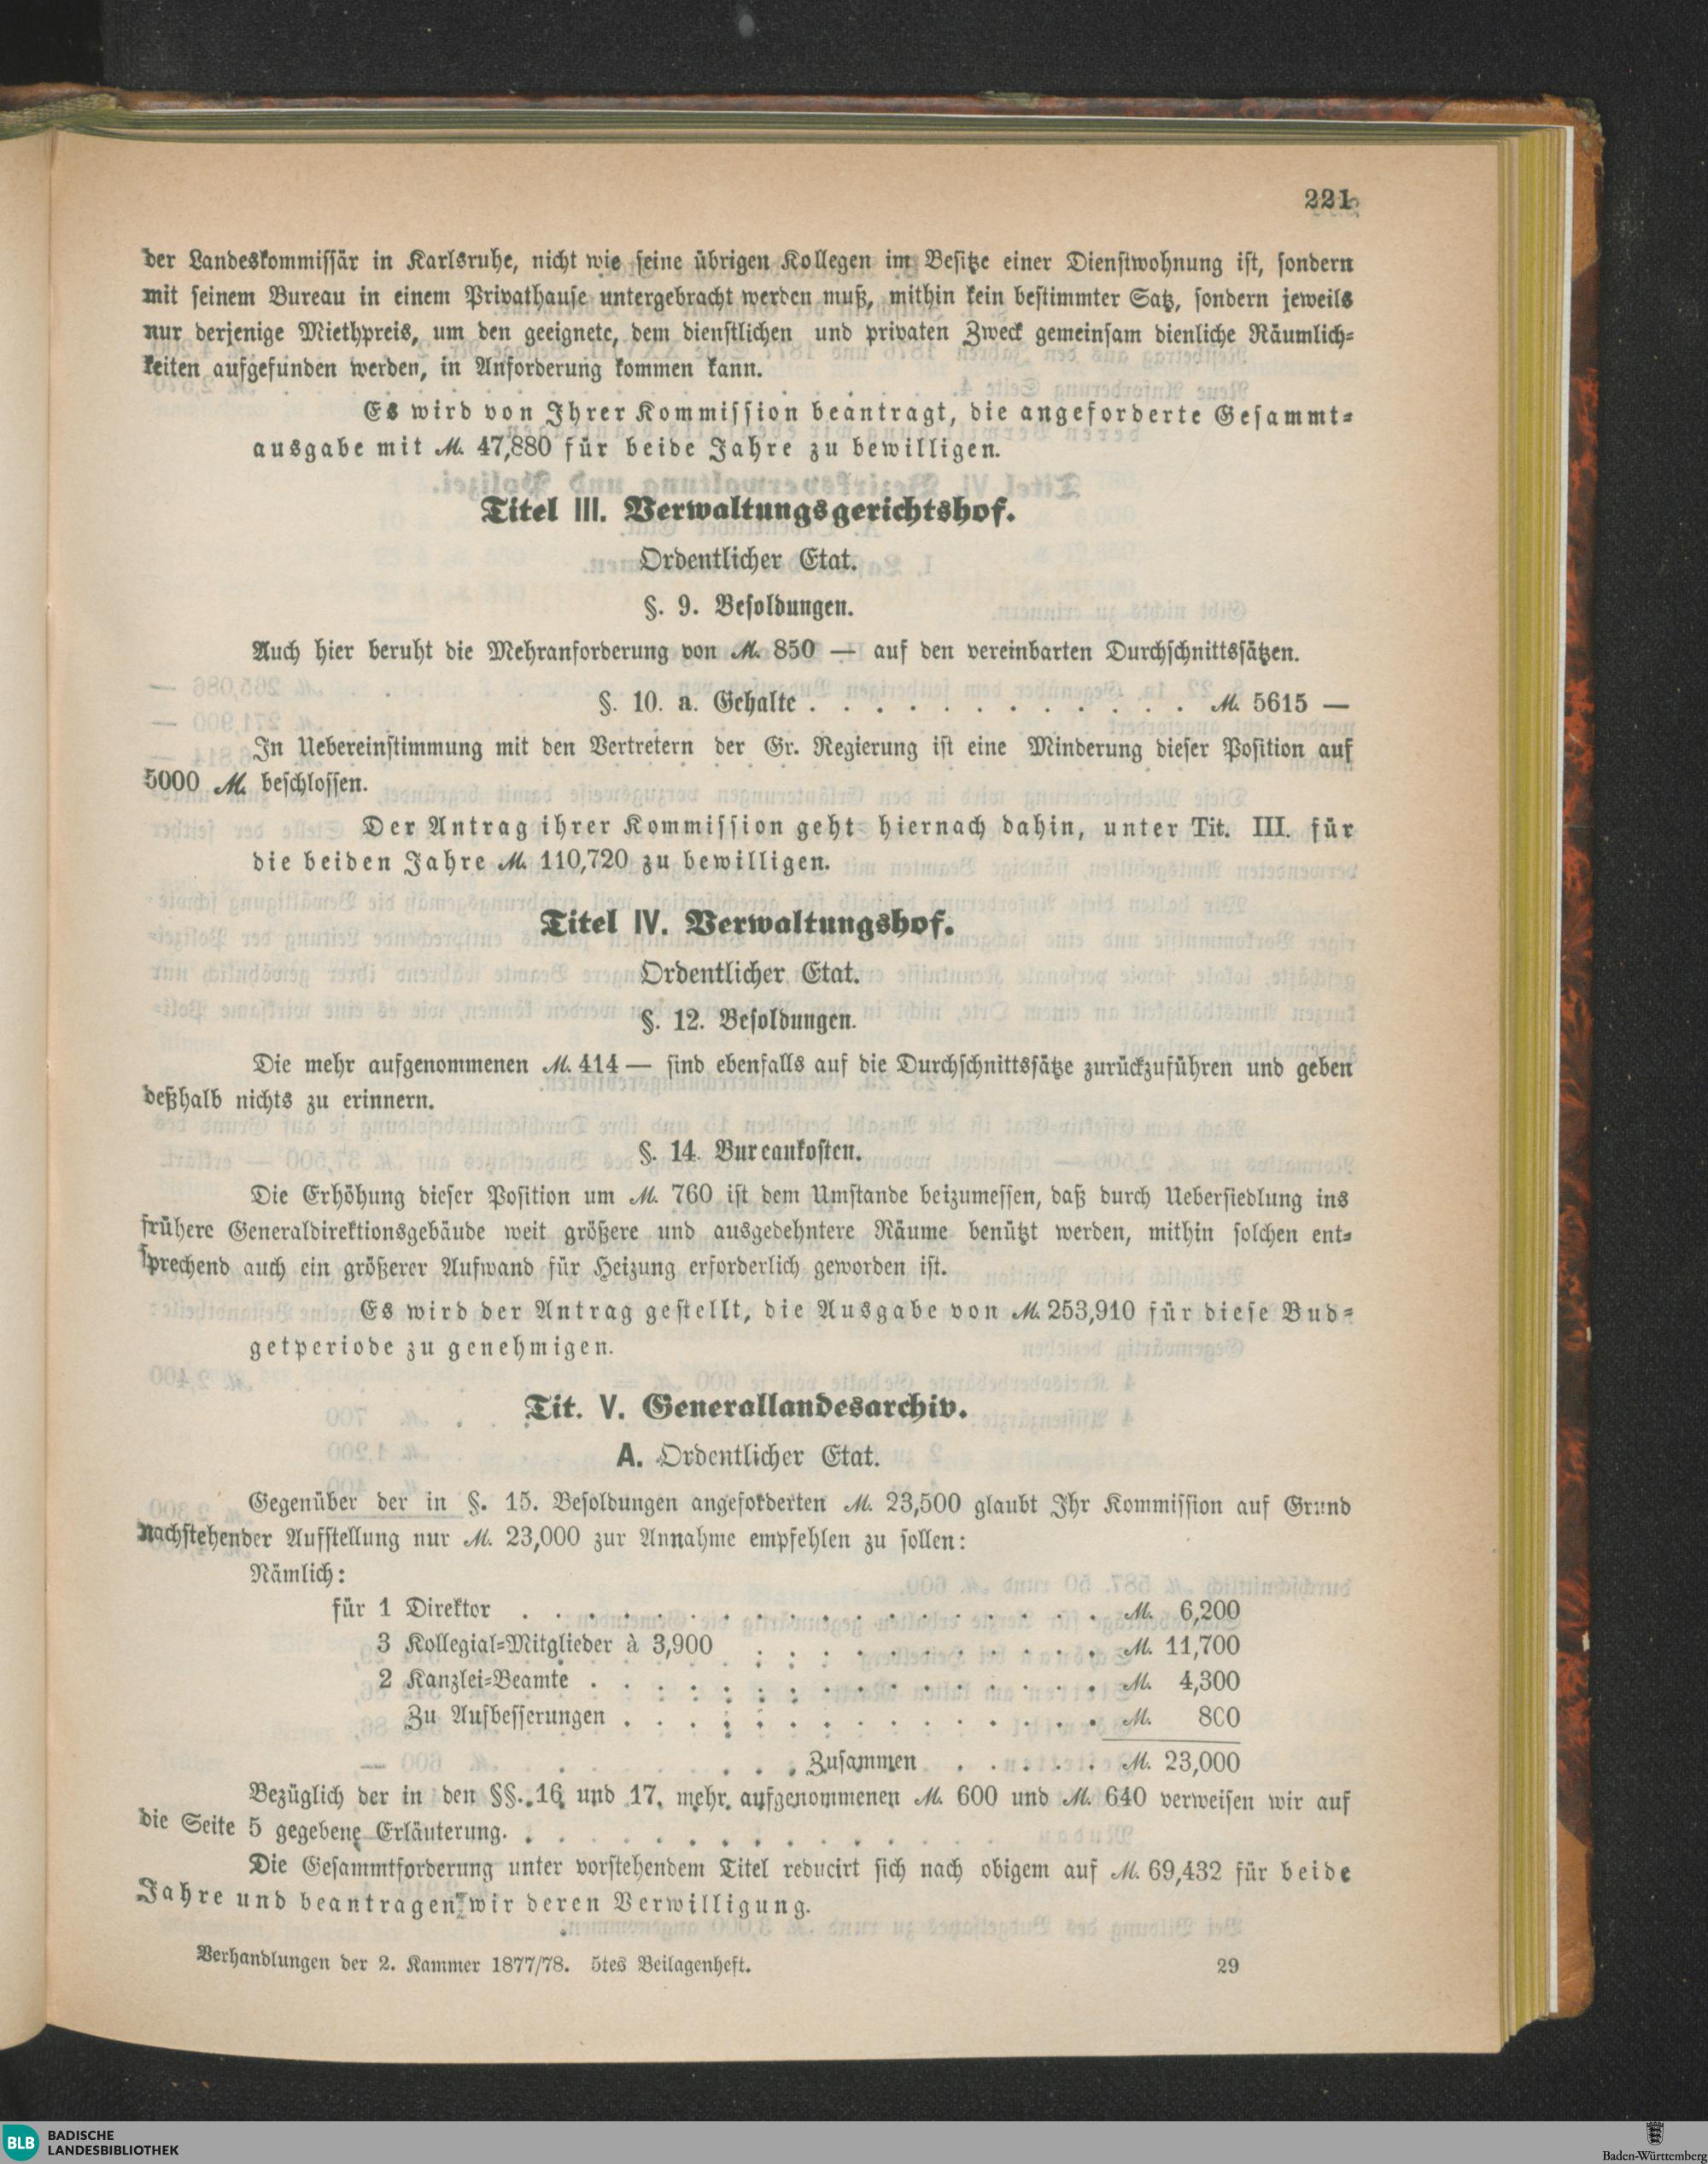 221
der Landeskommissär in Karlsruhe, nicht wie seine übrigen Kollegen im Besitze einer Dienstwohnung ist, sondern
mit seinem Bureau in einem Privathause untergebracht werden muß, mithin kein bestimmter Satz, sondern jeweils
nur derjenige Miethpreis, um den geeignete, dem dienstlichen und privaten Zweck gemeinsam dienliche Räumlich-
keiten aufgefunden werden, in Anforderung kommen kann.
Es wird von Ihrer Kommission beantragt, die angeforderte Gesammt-
ausgabe mit M. 47,880 für beide Jahre zu bewilligen.
Titel III. Verwaltungsgerichtshof.
Ordentlicher Etat.
§. 9. Besoldungen.
Auch hier beruht die Mehranforderung von M. 850 — auf den vereinbarten Durchschnittssätzen.
§. 10. a. Gehalte . . . . . . . . . . . . M. 5615 —
In Uebereinstimmung mit den Vertretern der Gr. Regierung ist eine Minderung dieser Position auf
5000 M. beschlossen.
Der Antrag ihrer Kommission geht hiernach dahin, unter Tit. III. für
die beiden Jahre M. 110,720 zu bewilligen.
Titel IV. Verwaltungshof.
Ordentlicher Etat.
§. 12. Besoldungen.
Die mehr aufgenommenen M. 414 — sind ebenfalls auf die Durchschnittssätze zurückzuführen und geben
deßhalb nichts zu erinnern.
§. 14. Bureaukosten.
Die Erhöhung dieser Position um M. 760 ist dem Umstande beizumessen, daß durch Uebersiedlung ins
frühere Generaldirektionsgebäude weit größere und ausgedehntere Räume benützt werden, mithin solchen ent-
sprechend auch ein größerer Aufwand für Heizung erforderlich geworden ist.
Es wird der Antrag gestellt, die Ausgabe von M. 253,910 für diese Bud-
getperiode zu genehmigen.
Tit. V. Generallandesarchiv.
A. Ordentlicher Etat.
Gegenüber der in §. 15. Besoldungen angeforderten M. 23,500 glaubt Ihr Kommission auf Grund
nachstehender Aufstellung nur M. 23,000 zur Annahme empfehlen zu sollen:
Nämlich:
für 1 Direktor . . . . . . . . . . . . . . . . . . M. 6,200
3 Kollegial-Mitglieder à 3,900 . . . . . . . . . . . M. 11,700
2 Kanzlei-Beamte . . . . . . . . . . . . . . . . M. 4,300
Zu Aufbesserungen . . . . . . . . . . . . . . . M. 800
Zusammen . . . . . M. 23,000
Bezüglich der in den §§. 16 und 17. mehr aufgenommenen M. 600 und M. 640 verweisen wir auf
die Seite 5 gegebene Erläuterung.
Die Gesammtforderung unter vorstehendem Titel reducirt sich nach obigem auf M. 69,432 für beide
Jahre und beantragen wir deren Verwilligung.
Verhandlungen der 2. Kammer 1877/78. 5tes Beilagenheft. 29
BLB BADISCHE
LANDESBIBLIOTHEK
Baden-Württemberg